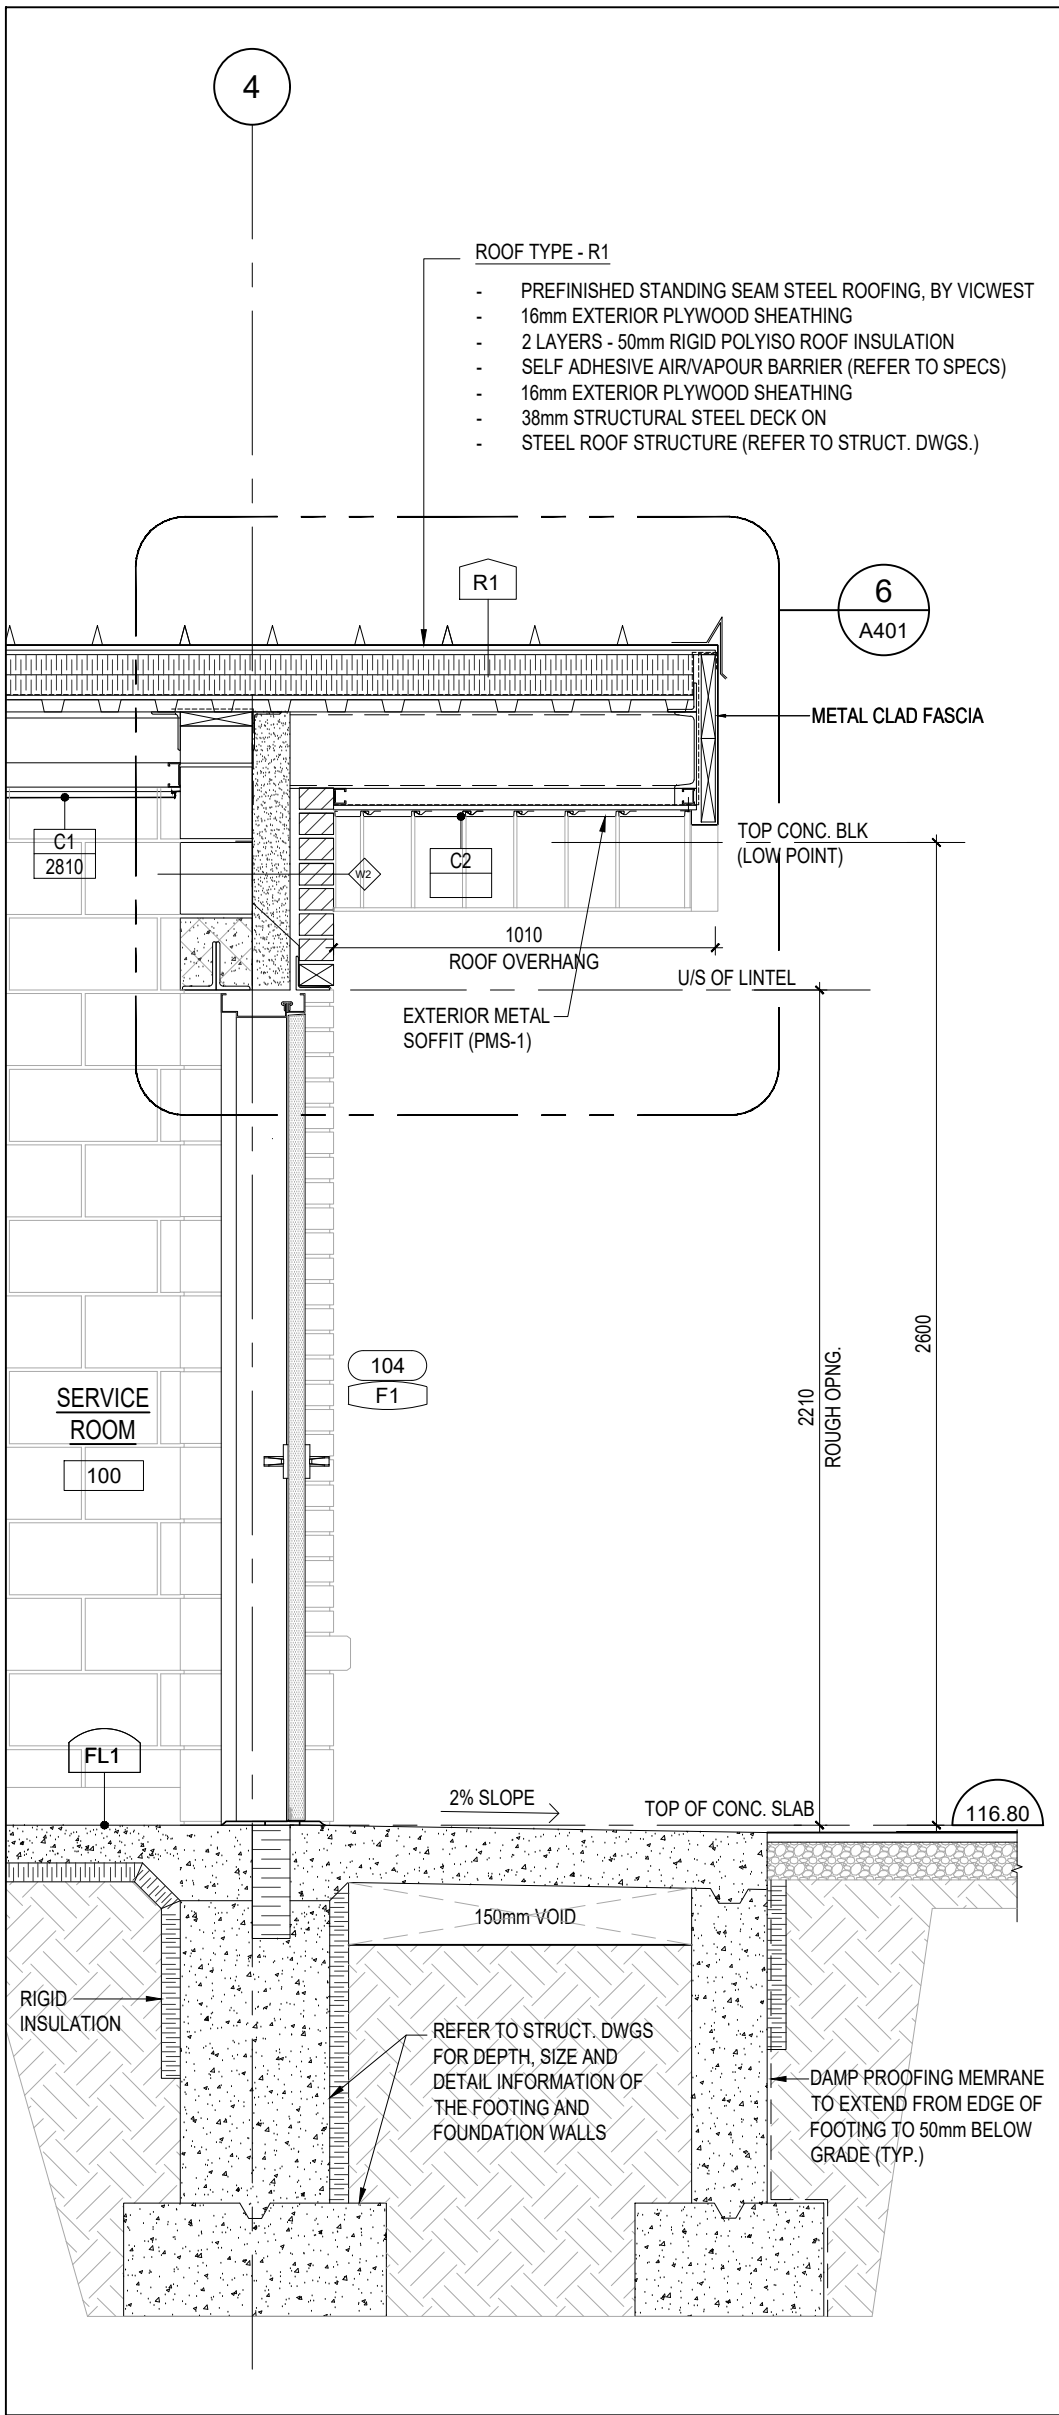 4
ROOF TYPE - R1
- PREFINISHED STANDING SEAM STEEL ROOFING, BY VICWEST
- 16mm EXTERIOR PLYWOOD SHEATHING
- 2 LAYERS - 50mm RIGID POLYISO ROOF INSULATION
- SELF ADHESIVE AIR/VAPOUR BARRIER (REFER TO SPECS)
- 16mm EXTERIOR PLYWOOD SHEATHING
- 38mm STRUCTURAL STEEL DECK ON
- STEEL ROOF STRUCTURE (REFER TO STRUCT. DWGS.)
R1
6
A401
METAL CLAD FASCIA
C1
2810
W2
C2
TOP CONC. BLK
(LOW POINT)
1010
ROOF OVERHANG
U/S OF LINTEL
EXTERIOR METAL
SOFFIT (PMS-1)
2600
2210
ROUGH OPNG.
104
F1
SERVICE
ROOM
100
FL1
2% SLOPE
TOP OF CONC. SLAB
116.80
150mm VOID
RIGID
INSULATION
REFER TO STRUCT. DWGS
FOR DEPTH, SIZE AND
DETAIL INFORMATION OF
THE FOOTING AND
FOUNDATION WALLS
DAMP PROOFING MEMRANE
TO EXTEND FROM EDGE OF
FOOTING TO 50mm BELOW
GRADE (TYP.)